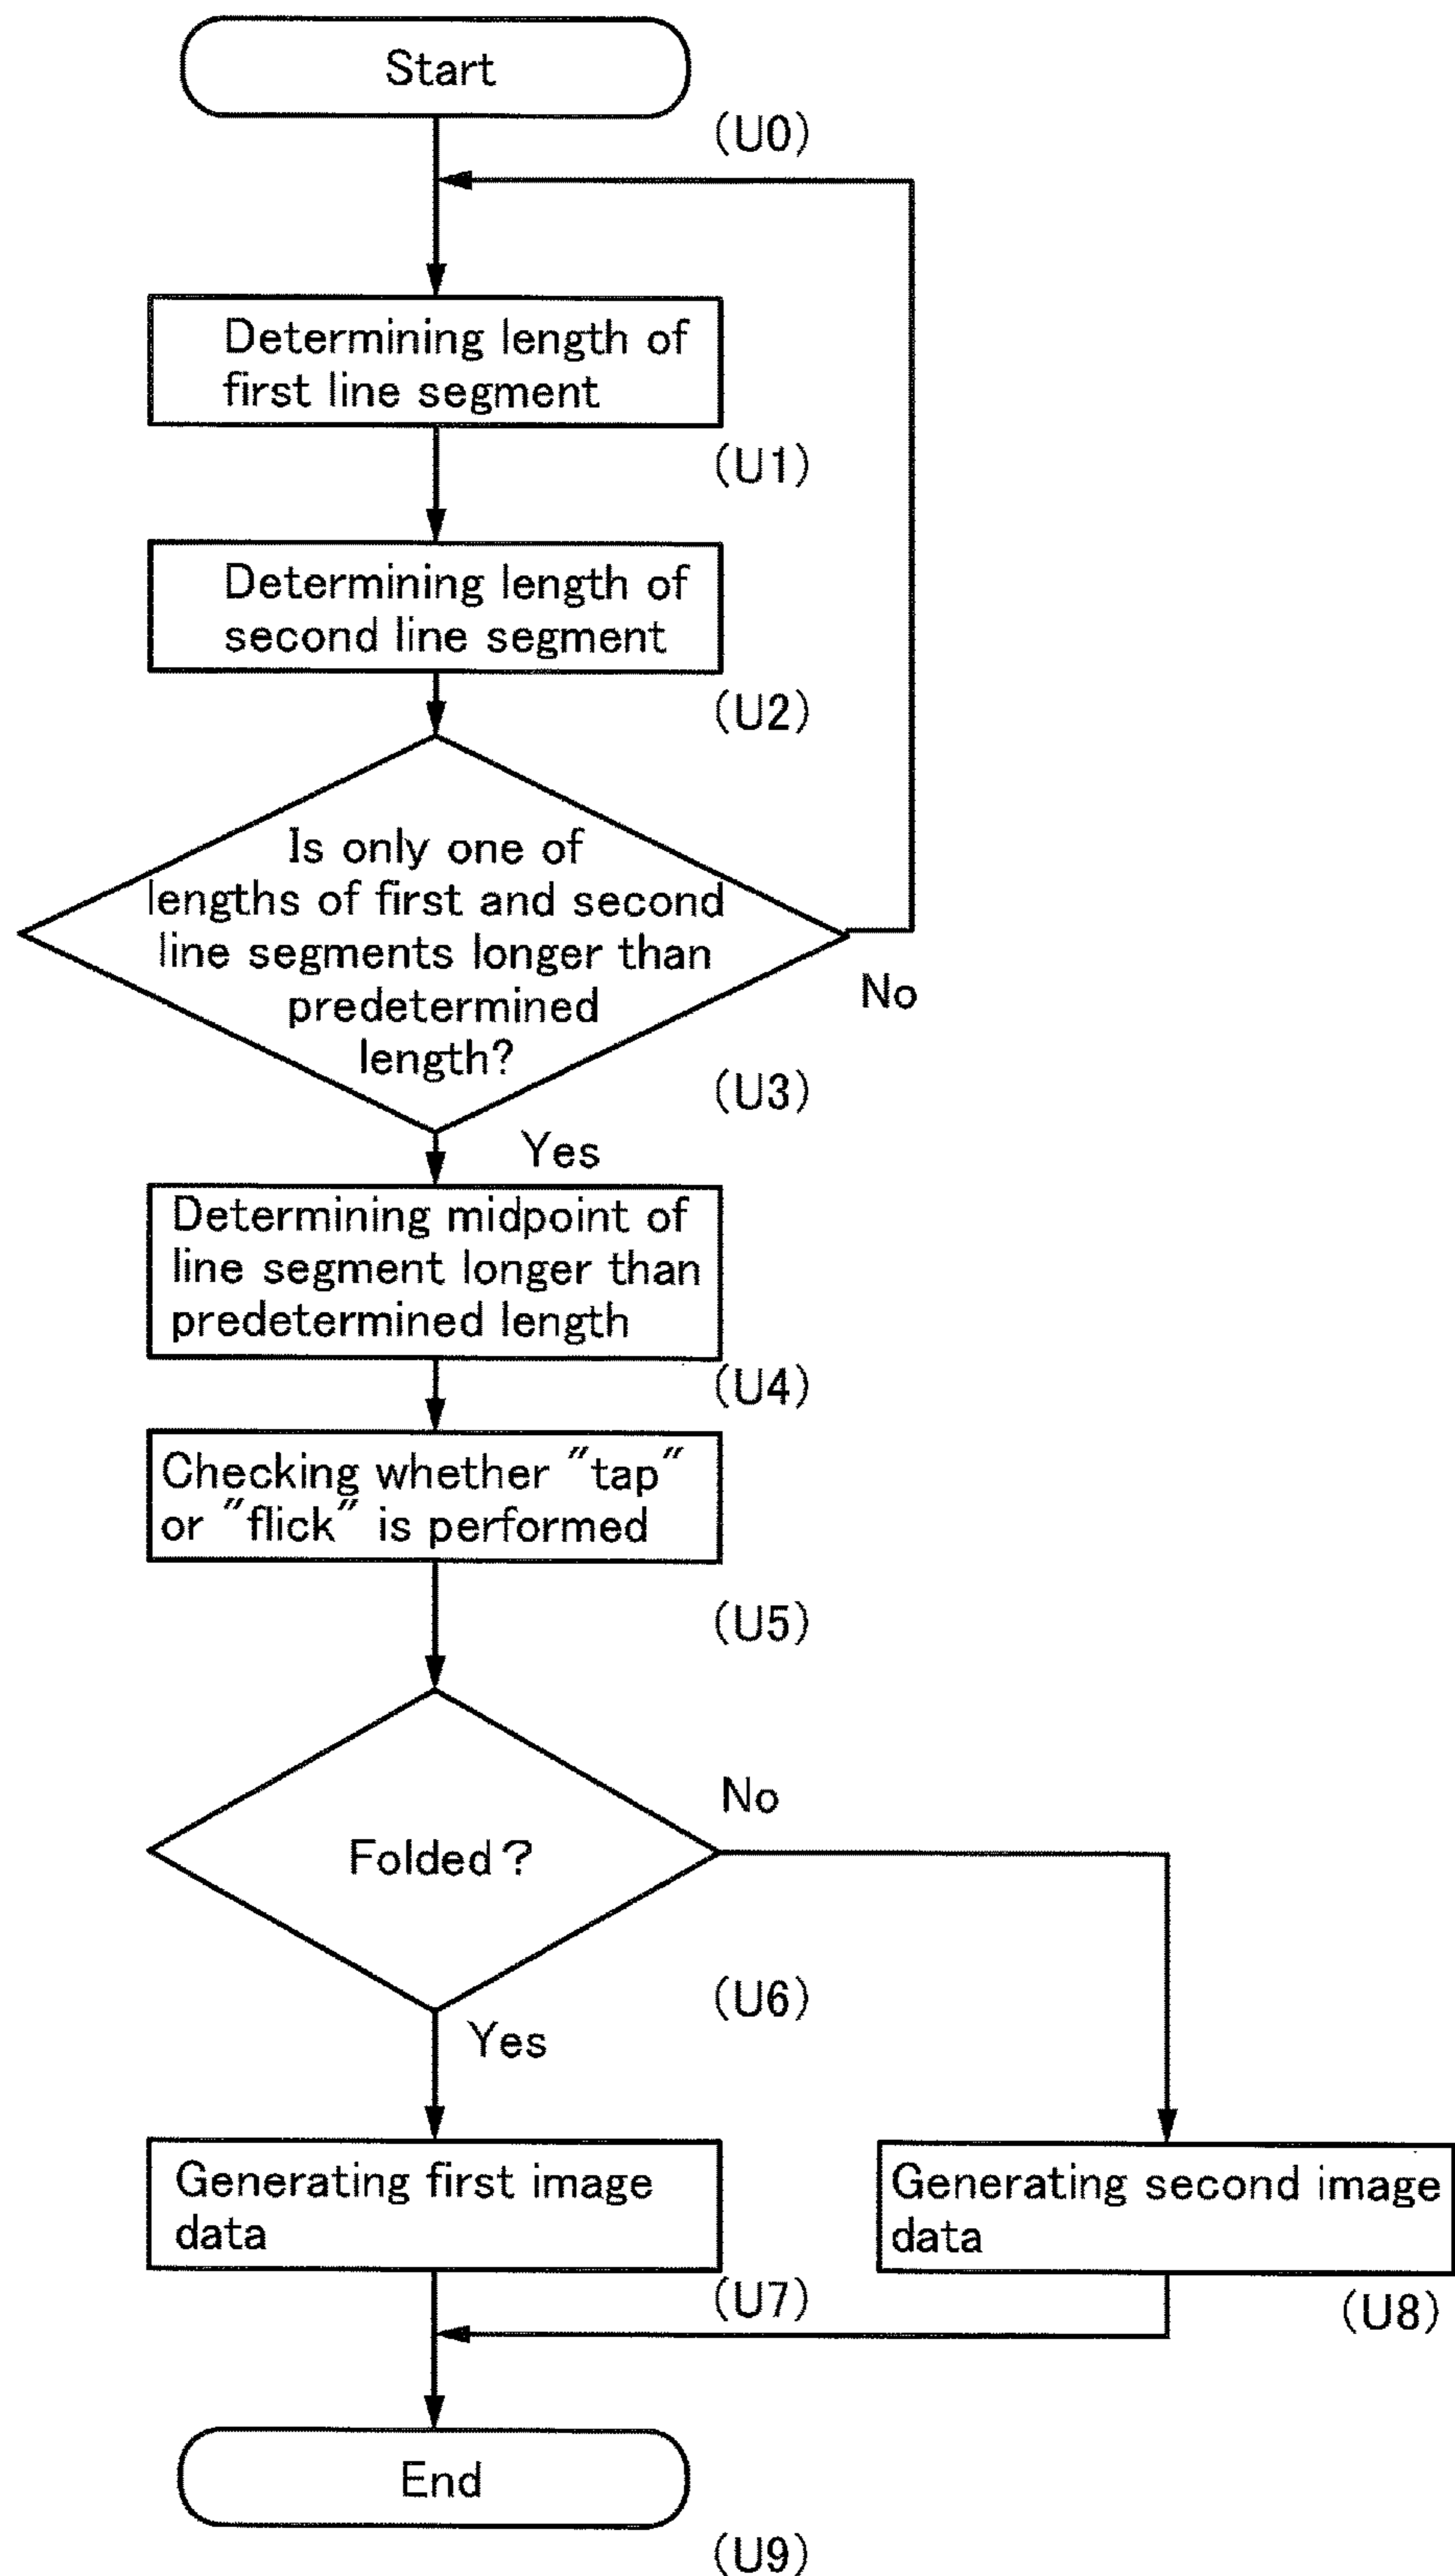 Start
(U0)
Determining length of
first line segment
(U1)
Determining length of
second line segment
(U2)
Is only one of
lengths of first and second
line segments longer than
predetermined
length?
No
(U3)
Yes
Determining midpoint of
line segment longer than
predetermined length
(U4)
Checking whether "tap"
or "flick" is performed
(U5)
No
Folded?
(U6)
Yes
Generating first image
data
(U7)
Generating second image
data
(U8)
End
(U9)